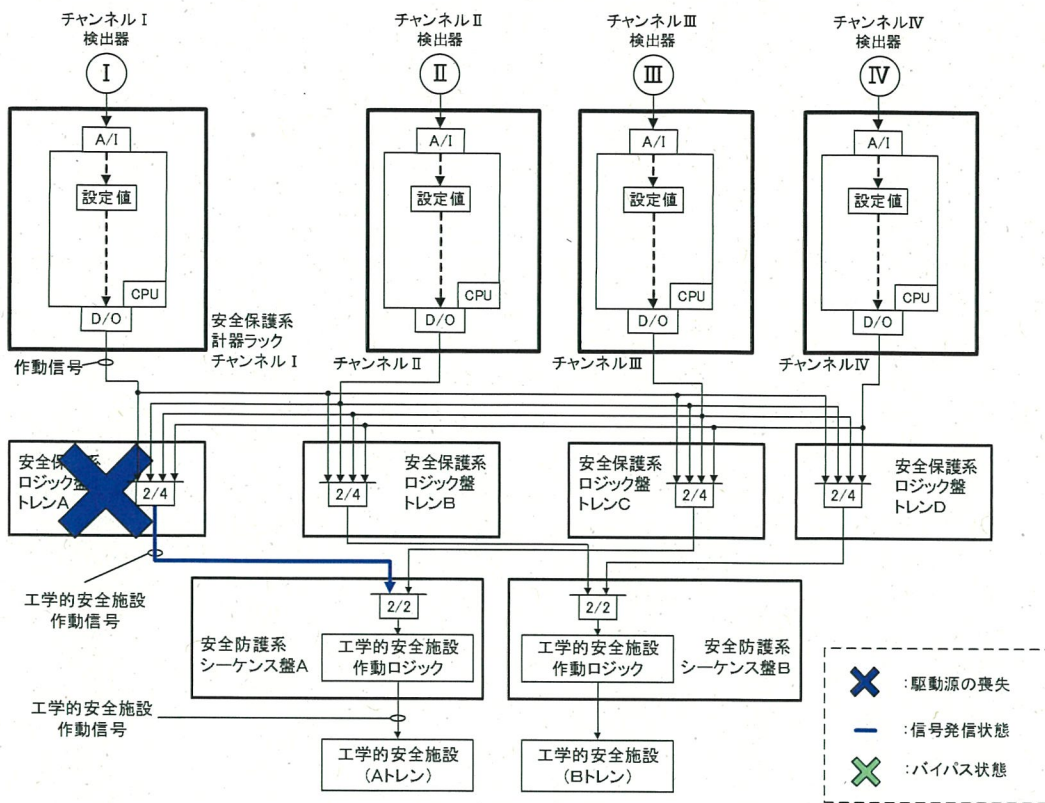 チャンネルⅠ
検出器
Ⅰ
チャンネルⅡ
検出器
Ⅱ
チャンネルⅢ
検出器
Ⅲ
チャンネルⅣ
検出器
Ⅳ
A/I
設定値
CPU
D/O
A/I
設定値
CPU
D/O
A/I
設定値
CPU
D/O
A/I
設定値
CPU
D/O
安全保護系
計器ラック
チャンネルⅠ
作動信号
チャンネルⅡ
チャンネルⅢ
チャンネルⅣ
安全保護系
ロジック盤
トレンA
2/4
安全保護系
ロジック盤
トレンB
2/4
安全保護系
ロジック盤
トレンC
2/4
安全保護系
ロジック盤
トレンD
2/4
工学的安全施設
作動信号
2/2
安全防護系
シーケンス盤A
工学的安全施設
作動ロジック
2/2
工学的安全施設
作動ロジック
安全防護系
シーケンス盤B
工学的安全施設
作動信号
工学的安全施設
(Aトレン)
工学的安全施設
(Bトレン)
:駆動源の喪失
:信号発信状態
:バイパス状態